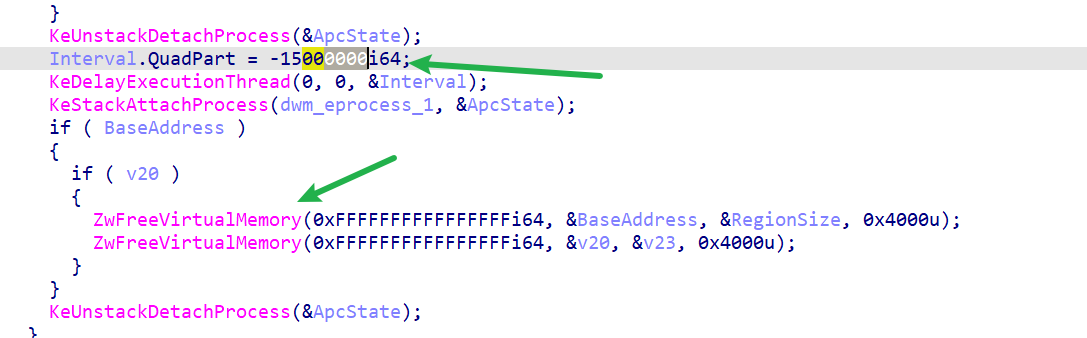 }
KeUnstackDetachProcess(&ApcState);
Interval.QuadPart = -15000000i64;
KeDelayExecutionThread(0, 0, &Interval);
KeStackAttachProcess(dwm_eprocess_1, &ApcState);
if ( BaseAddress )
{
if ( v20 )
{
ZwFreeVirtualMemory(0xFFFFFFFFFFFFFFFFi64, &BaseAddress, &RegionSize, 0x4000u);
ZwFreeVirtualMemory(0xFFFFFFFFFFFFFFFFi64, &v20, &v23, 0x4000u);
}
}
KeUnstackDetachProcess(&ApcState);
}